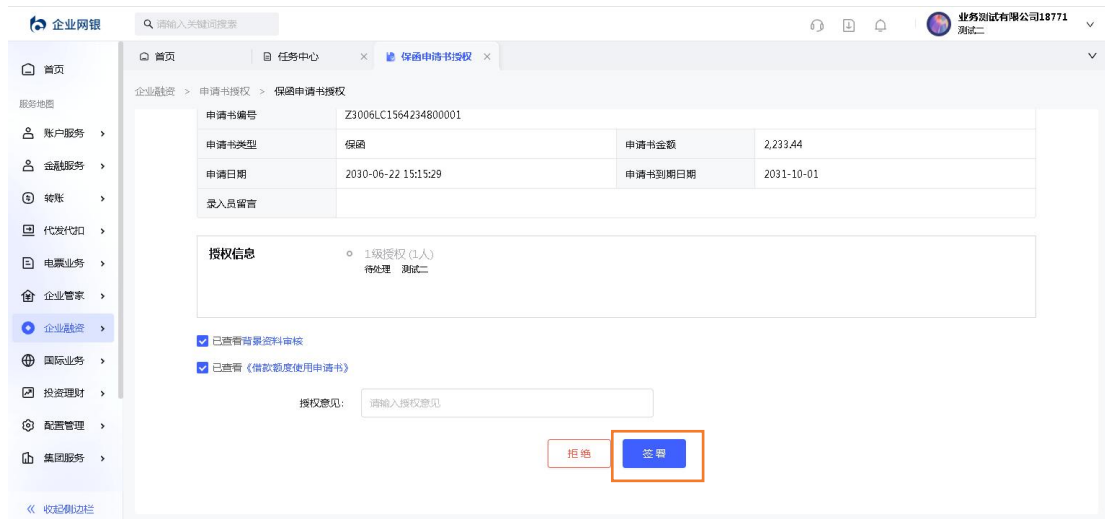 企业网银
请输入关键词搜索
业务测试有限公司18771
测试二
首页
任务中心
保函申请书授权
首页
服务地图
账户服务
金融服务
转账
代发代扣
电票业务
企业管家
企业融资
国际业务
投资理财
配置管理
集团服务
收起侧边栏
企业融资 > 申请书授权 > 保函申请书授权
申请书编号 Z3006LC1564234800001
申请书类型 保函 申请书金额 2,233.44
申请日期 2030-06-22 15:15:29 申请书到期日期 2031-10-01
录入员留言
授权信息 1级授权 (1人)
待处理 测试二
已查看背景资料审核
已查看《借款额度使用申请书》
授权意见: 请输入授权意见
拒绝 签署